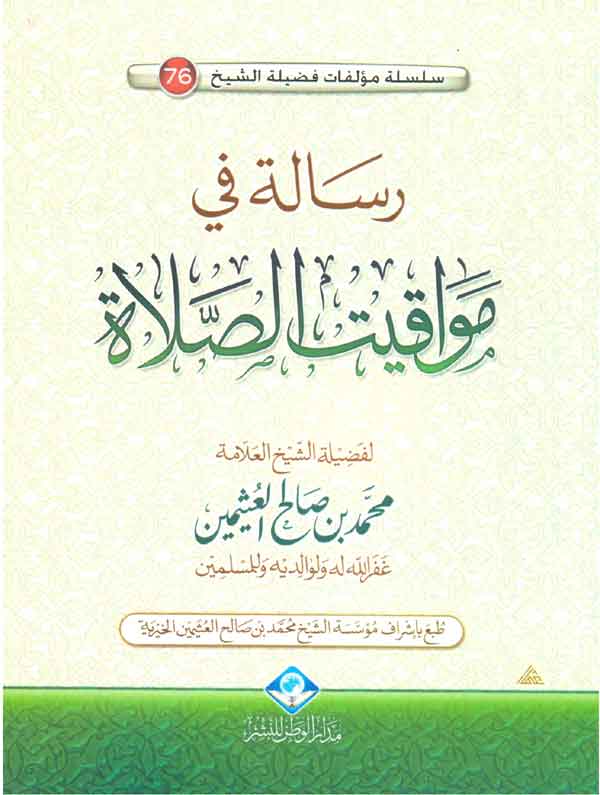 سلسلة مؤلفات فضيلة الشيخ 76
رسالة في
مواقيت الصلاة
لفضيلة الشيخ العلامة
محمد بن صالح العثيمين
غفر الله له ولوالديه وللمسلمين
طبع بإشراف مؤسسة الشيخ محمد بن صالح العثيمين الخيرية
مدار الوطن للنشر